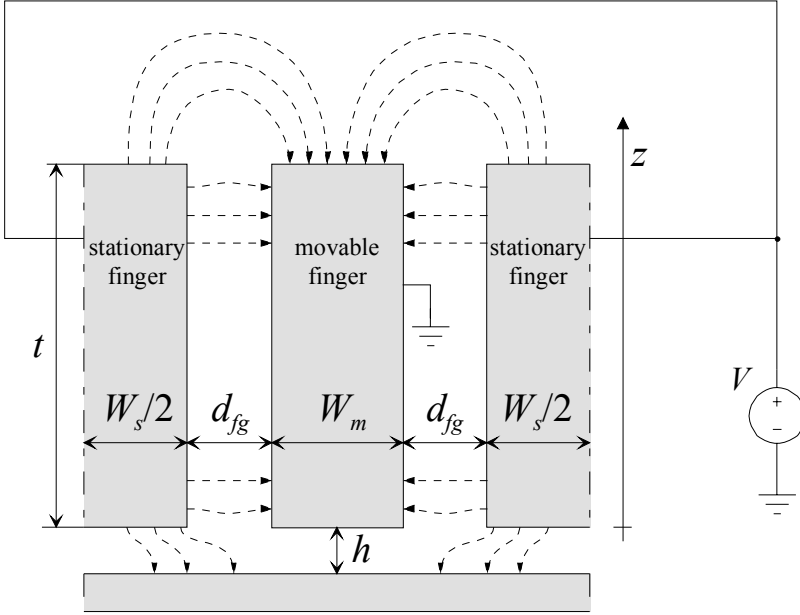 z
stationary
finger
movable
finger
stationary
finger
t
V
W_s/2
d_fg
W_m
d_fg
W_s/2
+
−
h